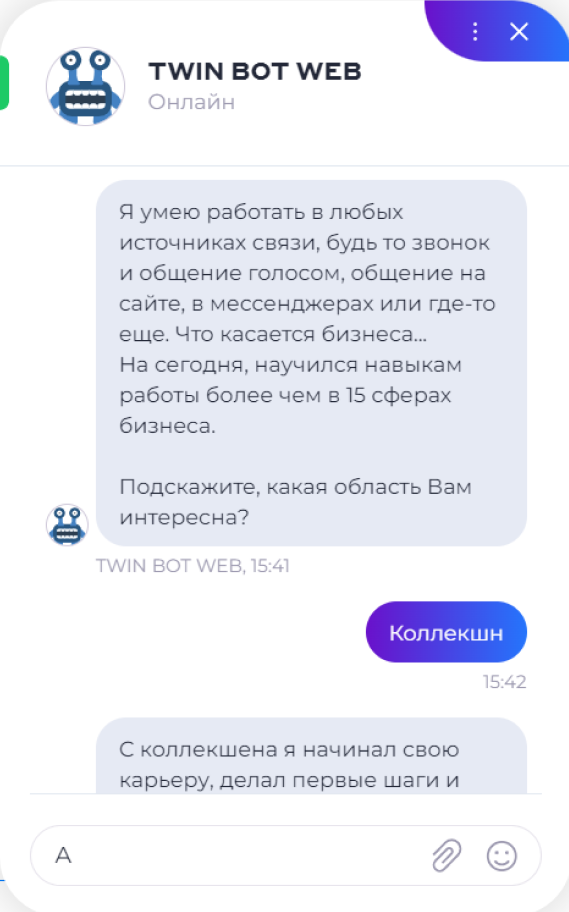 TWIN BOT WEB
Онлайн
Я умею работать в любых
источниках связи, будь то звонок
и общение голосом, общение на
сайте, в мессенджерах или где-то
еще. Что касается бизнеса...
На сегодня, научился навыкам
работы более чем в 15 сферах
бизнеса.
Подскажите, какая область Вам
интересна?
TWIN BOT WEB, 15:41
Коллекшн
15:42
С коллекшена я начинал свою
карьеру, делал первые шаги и
А